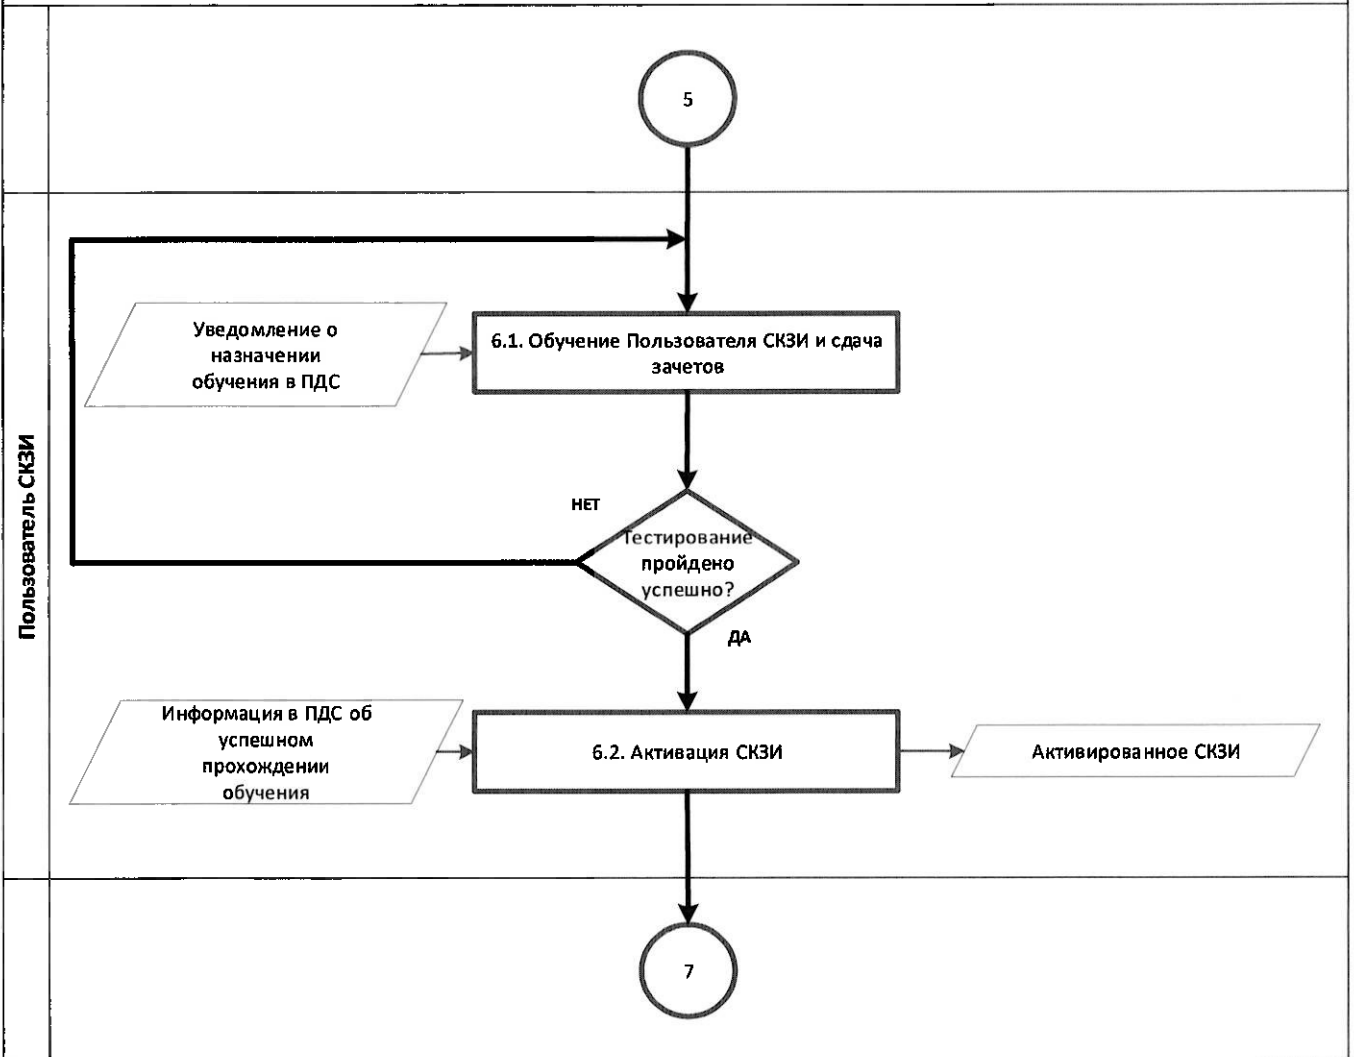 5
Уведомление о
назначении
обучения в ПДС
6.1. Обучение Пользователя СКЗИ и сдача
зачетов
Пользователь СКЗИ
НЕТ
Тестирование
пройдено
успешно?
ДА
Информация в ПДС об
успешном
прохождении
обучения
6.2. Активация СКЗИ
Активированное СКЗИ
7